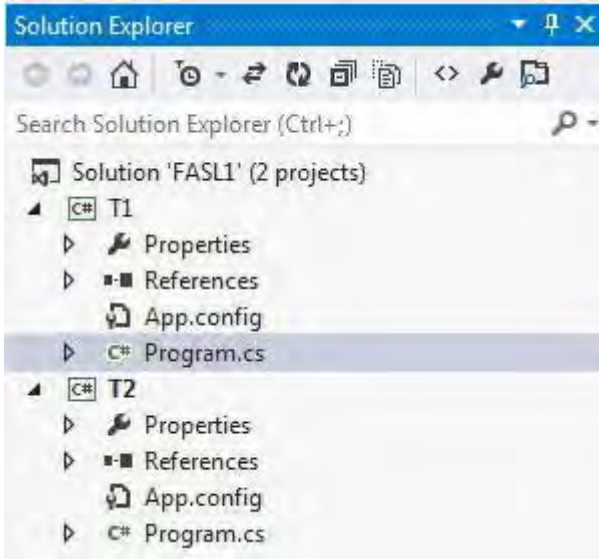 Solution Explorer
Search Solution Explorer (Ctrl+;)
Solution 'FASL1' (2 projects)
C# T1
Properties
References
App.config
C# Program.cs
C# T2
Properties
References
App.config
C# Program.cs